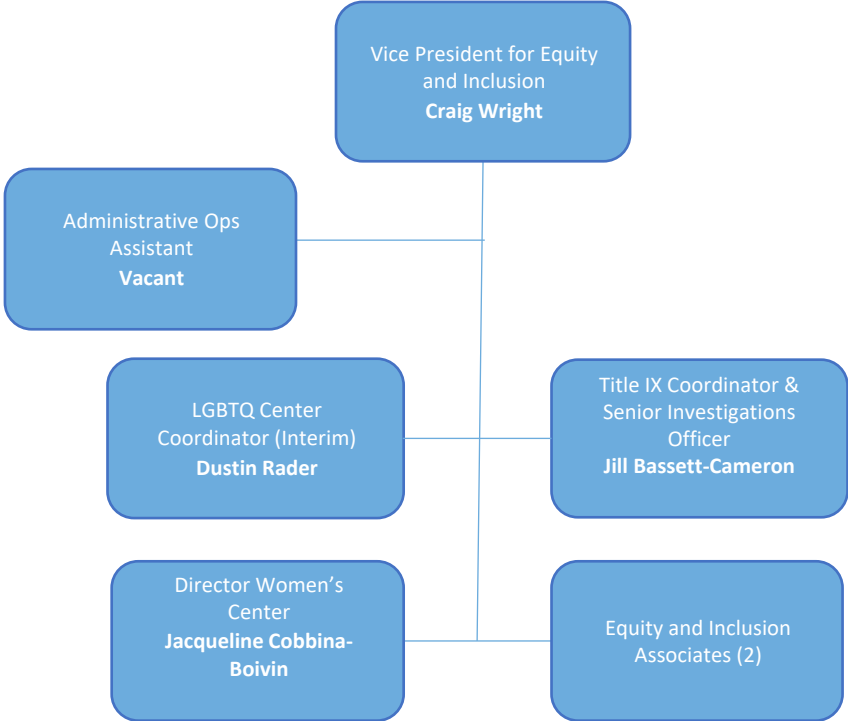 Vice President for Equity
and Inclusion
Craig Wright
Administrative Ops
Assistant
Vacant
LGBTQ Center
Coordinator (Interim)
Dustin Rader
Title IX Coordinator &
Senior Investigations
Officer
Jill Bassett-Cameron
Director Women’s
Center
Jacqueline Cobbina-
Boivin
Equity and Inclusion
Associates (2)